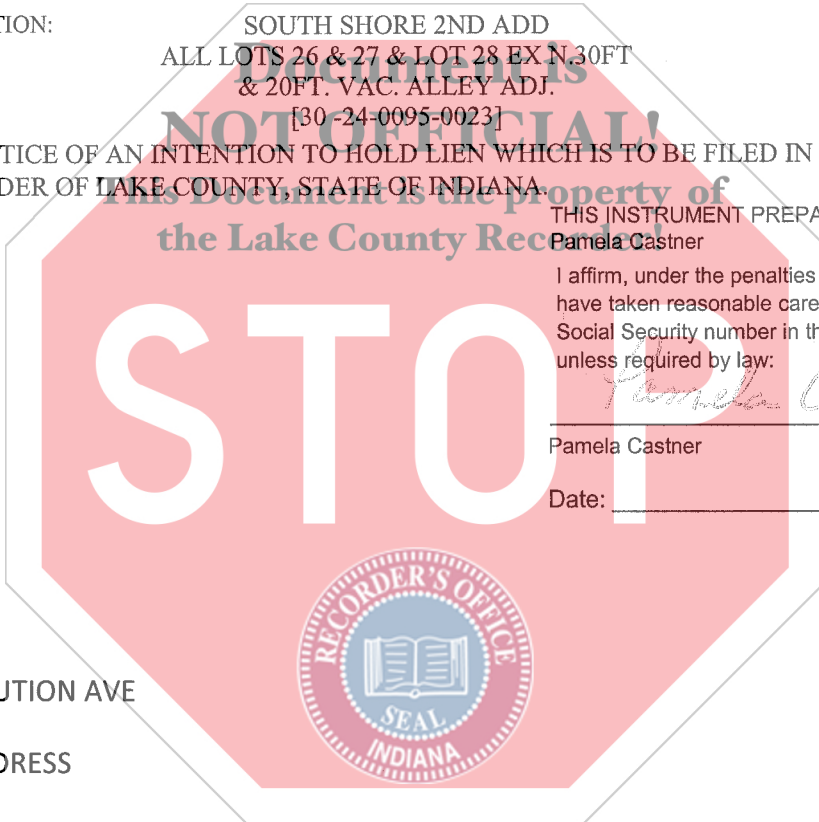 TION:
SOUTH SHORE 2ND ADD
ALL LOTS 26 & 27 & LOT 28 EX N.30FT
& 20FT. VAC. ALLEY ADJ.
[30 -24-0095-0023]
TICE OF AN INTENTION TO HOLD LIEN WHICH IS TO BE FILED IN
DER OF LAKE COUNTY, STATE OF INDIANA.
Document is
NOT OFFICIAL!
This Document is the property of
the Lake County Recorder!
THIS INSTRUMENT PREPA
Pamela Castner
I affirm, under the penalties
have taken reasonable care
Social Security number in th
unless required by law:
Pamela C
Pamela Castner
Date:
STOP
RECORDER'S OFFICE
SEAL
INDIANA
UTION AVE
DRESS